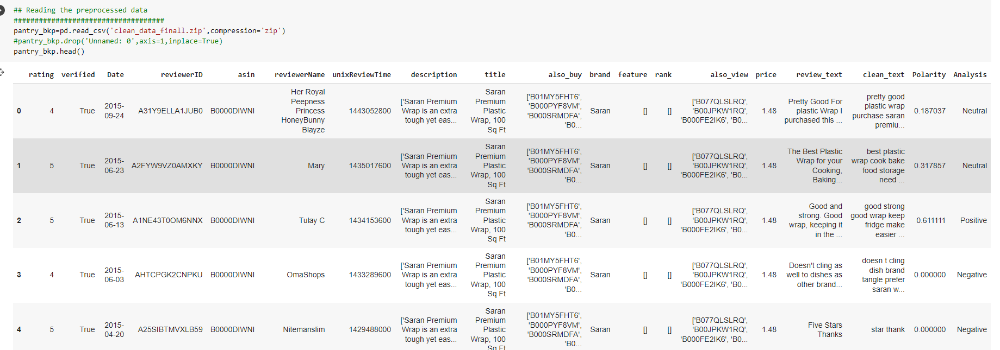 ## Reading the preprocessed data
####################################
pantry_bkp=pd.read_csv('clean_data_finall.zip',compression='zip')
#pantry_bkp.drop('Unnamed: 0',axis=1,inplace=True)
pantry_bkp.head()
rating verified Date reviewerID asin reviewerName unixReviewTime description title also_buy brand feature rank also_view price review_text clean_text Polarity Analysis
0 4 True 2015-09-24 A31Y9ELLA1JUB0 B0000DIWNI Her Royal Peepness Princess HoneyBunny Blayze 1443052800 ['Saran Premium Wrap is an extra tough yet eas... Saran Premium Plastic Wrap, 100 Sq Ft ['B01MY5FHT6', 'B000PYF8VM', 'B000SRMDFA', 'B0... Saran [] [] ['B077QLSLRQ', 'B00JPKW1RQ', 'B000FE2IK6', 'B0... 1.48 Pretty Good For plastic Wrap I purchased this ... pretty good plastic wrap purchase saran premiu... 0.187037 Neutral
1 5 True 2015-06-23 A2FYW9VZ0AMXKY B0000DIWNI Mary 1435017600 ['Saran Premium Wrap is an extra tough yet eas... Saran Premium Plastic Wrap, 100 Sq Ft ['B01MY5FHT6', 'B000PYF8VM', 'B000SRMDFA', 'B0... Saran [] [] ['B077QLSLRQ', 'B00JPKW1RQ', 'B000FE2IK6', 'B0... 1.48 The Best Plastic Wrap for your Cooking, Baking... best plastic wrap cook bake food storage need ... 0.317857 Neutral
2 5 True 2015-06-13 A1NE43T0OM6NNX B0000DIWNI Tulay C 1434153600 ['Saran Premium Wrap is an extra tough yet eas... Saran Premium Plastic Wrap, 100 Sq Ft ['B01MY5FHT6', 'B000PYF8VM', 'B000SRMDFA', 'B0... Saran [] [] ['B077QLSLRQ', 'B00JPKW1RQ', 'B000FE2IK6', 'B0... 1.48 Good and strong. Good wrap, keeping it in the ... good strong good wrap keep fridge make easier ... 0.611111 Positive
3 4 True 2015-06-03 AHTCPGK2CNPKU B0000DIWNI OmaShops 1433289600 ['Saran Premium Wrap is an extra tough yet eas... Saran Premium Plastic Wrap, 100 Sq Ft ['B01MY5FHT6', 'B000PYF8VM', 'B000SRMDFA', 'B0... Saran [] [] ['B077QLSLRQ', 'B00JPKW1RQ', 'B000FE2IK6', 'B0... 1.48 Doesn't cling as well to dishes as other brand... doesn t cling dish brand tangle prefer saran w... 0.000000 Negative
4 5 True 2015-04-20 A25SIBTMVXLB59 B0000DIWNI Nitemanslim 1429488000 ['Saran Premium Wrap is an extra tough yet eas... Saran Premium Plastic Wrap, 100 Sq Ft ['B01MY5FHT6', 'B000PYF8VM', 'B000SRMDFA', 'B0... Saran [] [] ['B077QLSLRQ', 'B00JPKW1RQ', 'B000FE2IK6', 'B0... 1.48 Five Stars Thanks star thank 0.000000 Negative